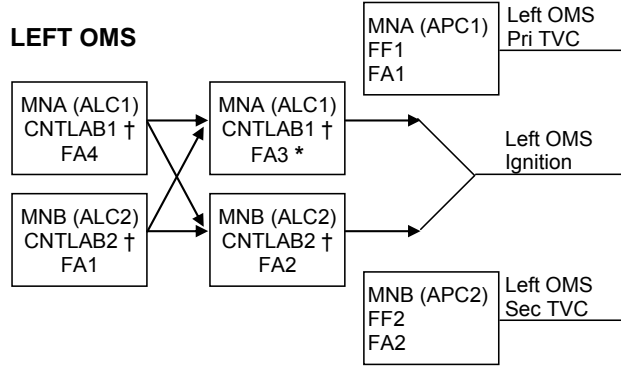 LEFT OMS
MNA (APC1)
FF1
FA1
Left OMS
Pri TVC
MNA (ALC1)
CNTLAB1 †
FA4
MNA (ALC1)
CNTLAB1 †
FA3 *
Left OMS
Ignition
MNB (ALC2)
CNTLAB2 †
FA1
MNB (ALC2)
CNTLAB2 †
FA2
MNB (APC2)
FF2
FA2
Left OMS
Sec TVC